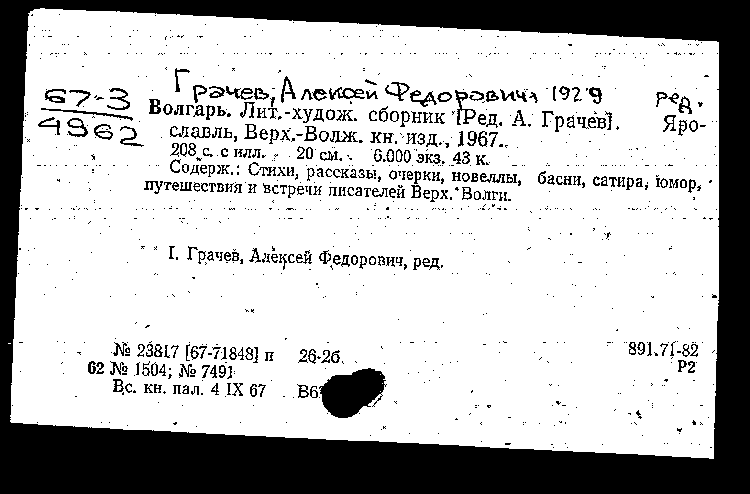 Грачев, Алексей Федорович 1929 ред.
67-3
4962
Волгарь. Лит.-худож. сборник [Ред. А. Грачев]. Яро-
славль, Верх.-Волж. кн. изд., 1967.
208 с. с илл. 20 см. 6.000 экз. 43 к.
Содерж.: Стихи, рассказы, очерки, новеллы, басни, сатира, юмор,
путешествия и встречи писателей Верх. Волги.
I. Грачев, Алексей Федорович, ред.
№ 23817 [67-71848] п 26-2б 891.71-82
62 № 1504; № 7491 Р2
Вс. кн. пал. 4 IX 67